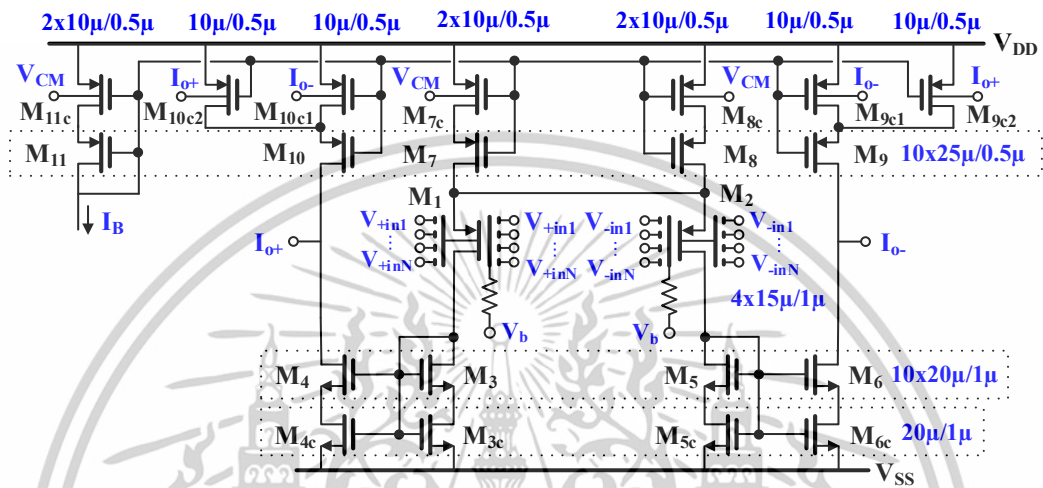 2x10µ/0.5µ 10µ/0.5µ 10µ/0.5µ 2x10µ/0.5µ 2x10µ/0.5µ 10µ/0.5µ 10µ/0.5µ
VDD
VCM Io+ Io- VCM VCM Io- Io+
M11c M10c2 M10c1 M7c M8c M9c1 M9c2
M11 M10 M7 M8 M9 10x25µ/0.5µ
M1 M2
IB
V+in1 V+in1 V-in1 V-in1
⋮ ⋮ ⋮ ⋮
V+inN V+inN V-inN V-inN
Io+ Io-
4x15µ/1µ
Vb Vb
M4 M3 M5 M6 10x20µ/1µ
M4c M3c M5c M6c 20µ/1µ
VSS